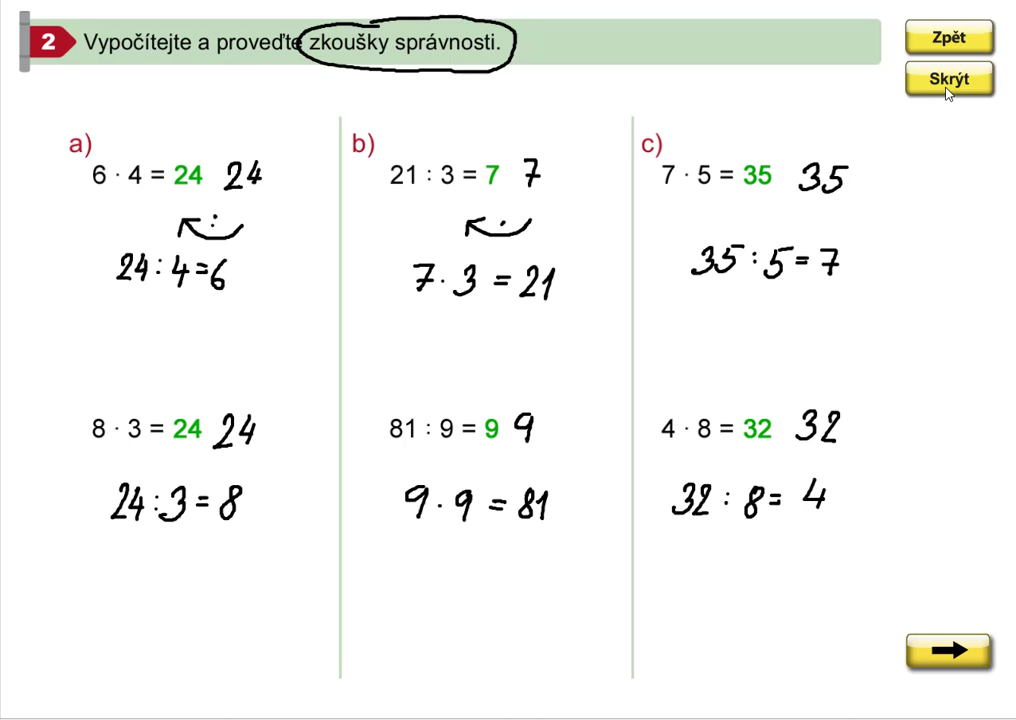 2 Vypočítejte a proveďte zkoušky správnosti.
Zpět
Skrýt
a)
6 · 4 = 24 24
:
24 : 4 = 6
8 · 3 = 24 24
24 : 3 = 8
b)
21 : 3 = 7 7
·
7 · 3 = 21
81 : 9 = 9 9
9 · 9 = 81
c)
7 · 5 = 35 35
35 : 5 = 7
4 · 8 = 32 32
32 : 8 = 4